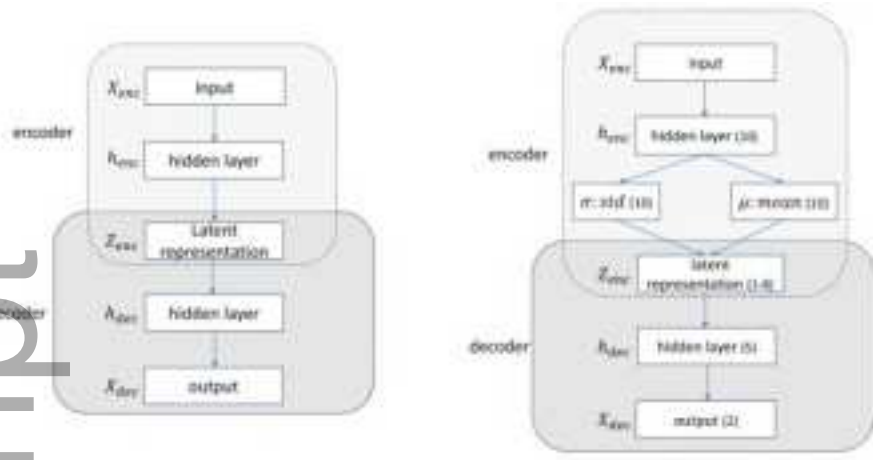 X_enc Input
encoder
h_enc hidden layer
Z_enc Latent
representation
h_dec hidden layer
X_dec output
X_enc Input
h_enc hidden layer (10)
encoder
σ: std (10)
μ: mean (10)
Z_enc latent
representation
decoder
h_dec hidden layer (5)
X_dec output (2)